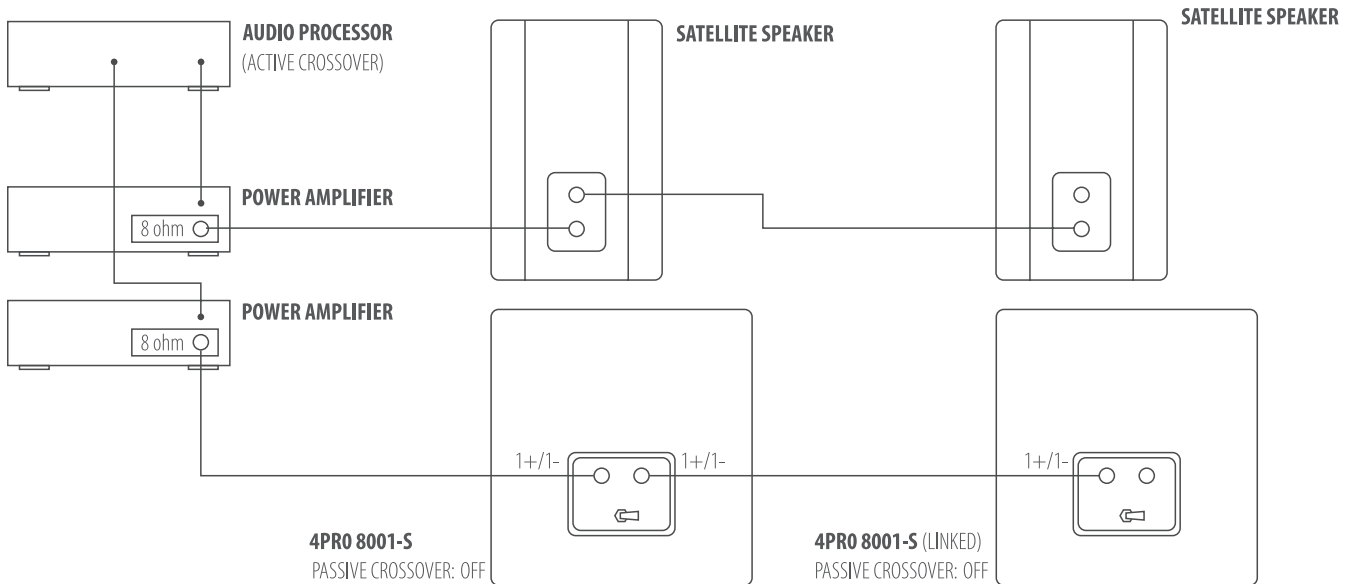 AUDIO PROCESSOR
(ACTIVE CROSSOVER)
SATELLITE SPEAKER
SATELLITE SPEAKER
POWER AMPLIFIER
8 ohm
POWER AMPLIFIER
8 ohm
1+/1-
1+/1-
1+/1-
4PRO 8001-S
PASSIVE CROSSOVER: OFF
4PRO 8001-S (LINKED)
PASSIVE CROSSOVER: OFF